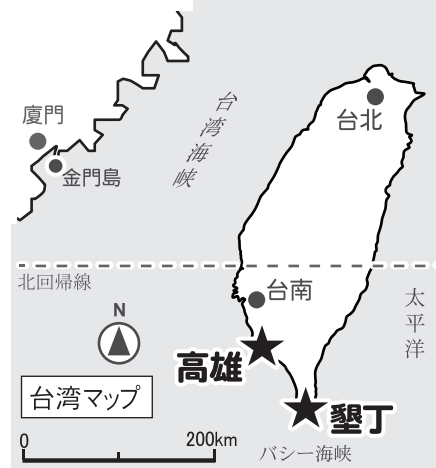 台湾海峡
廈門
台北
金門島
北回帰線
台南
太平洋
N
高雄
台湾マップ
墾丁
0
200km
バシー海峡